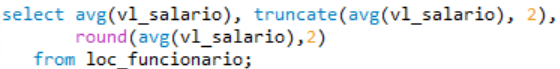 select avg(vl_salario), truncate(avg(vl_salario), 2),
round(avg(vl_salario),2)
from loc_funcionario;